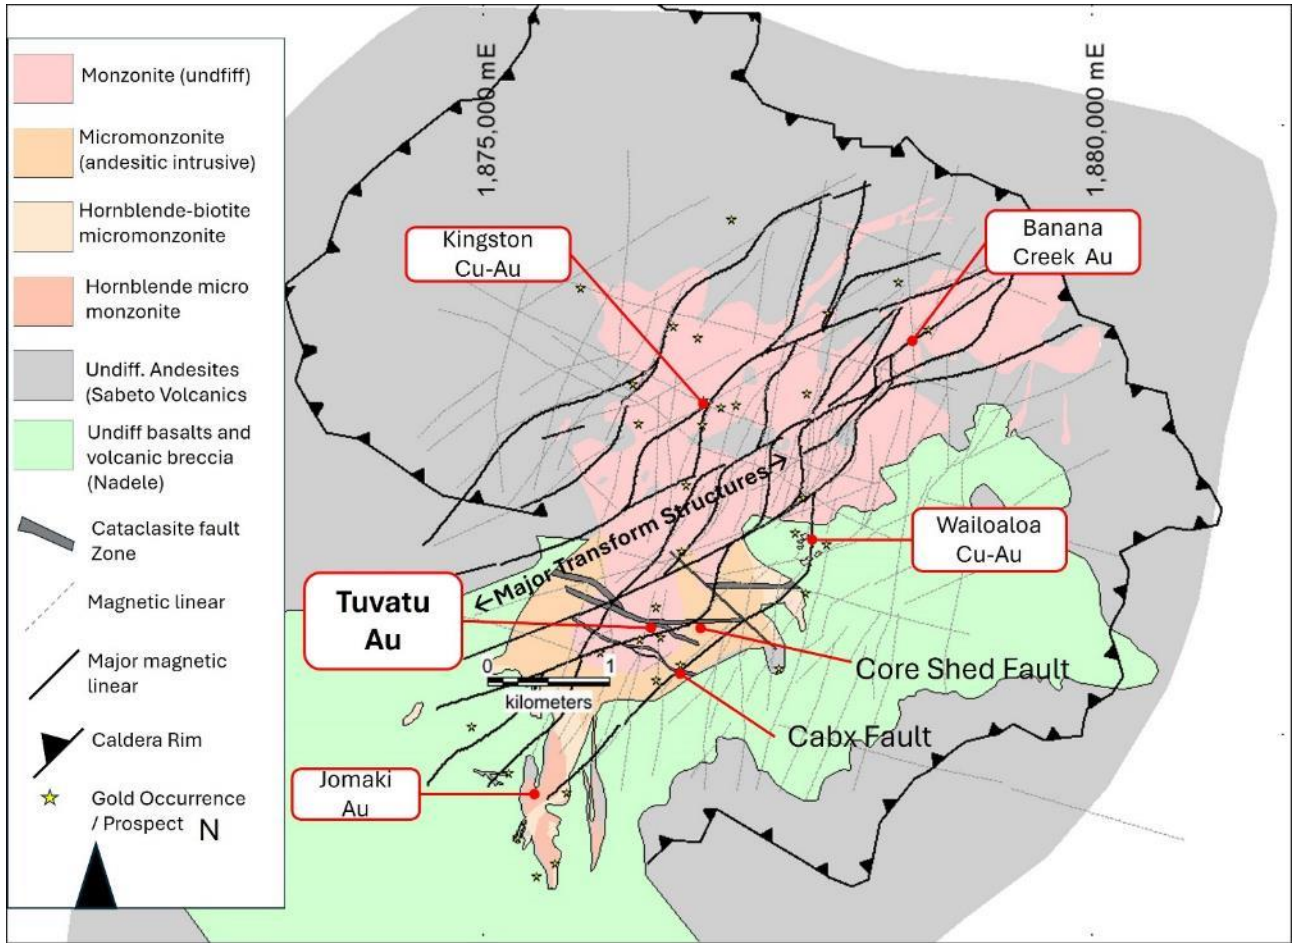 Monzonite (undfiff)
Micromonzonite
(andesitic intrusive)
Hornblende-biotite
micromonzonite
Hornblende micro
monzonite
Undiff. Andesites
(Sabeto Volcanics
Undiff basalts and
volcanic breccia
(Nadele)
Cataclasite fault
Zone
Magnetic linear
Major magnetic
linear
Caldera Rim
Gold Occurrence
/ Prospect
N
1,875,000 mE
1,880,000 mE
Kingston
Cu-Au
Banana
Creek Au
Major Transform Structures
Wailoaloa
Cu-Au
Tuvatu
Au
Core Shed Fault
0
1
kilometers
Cabx Fault
Jomaki
Au